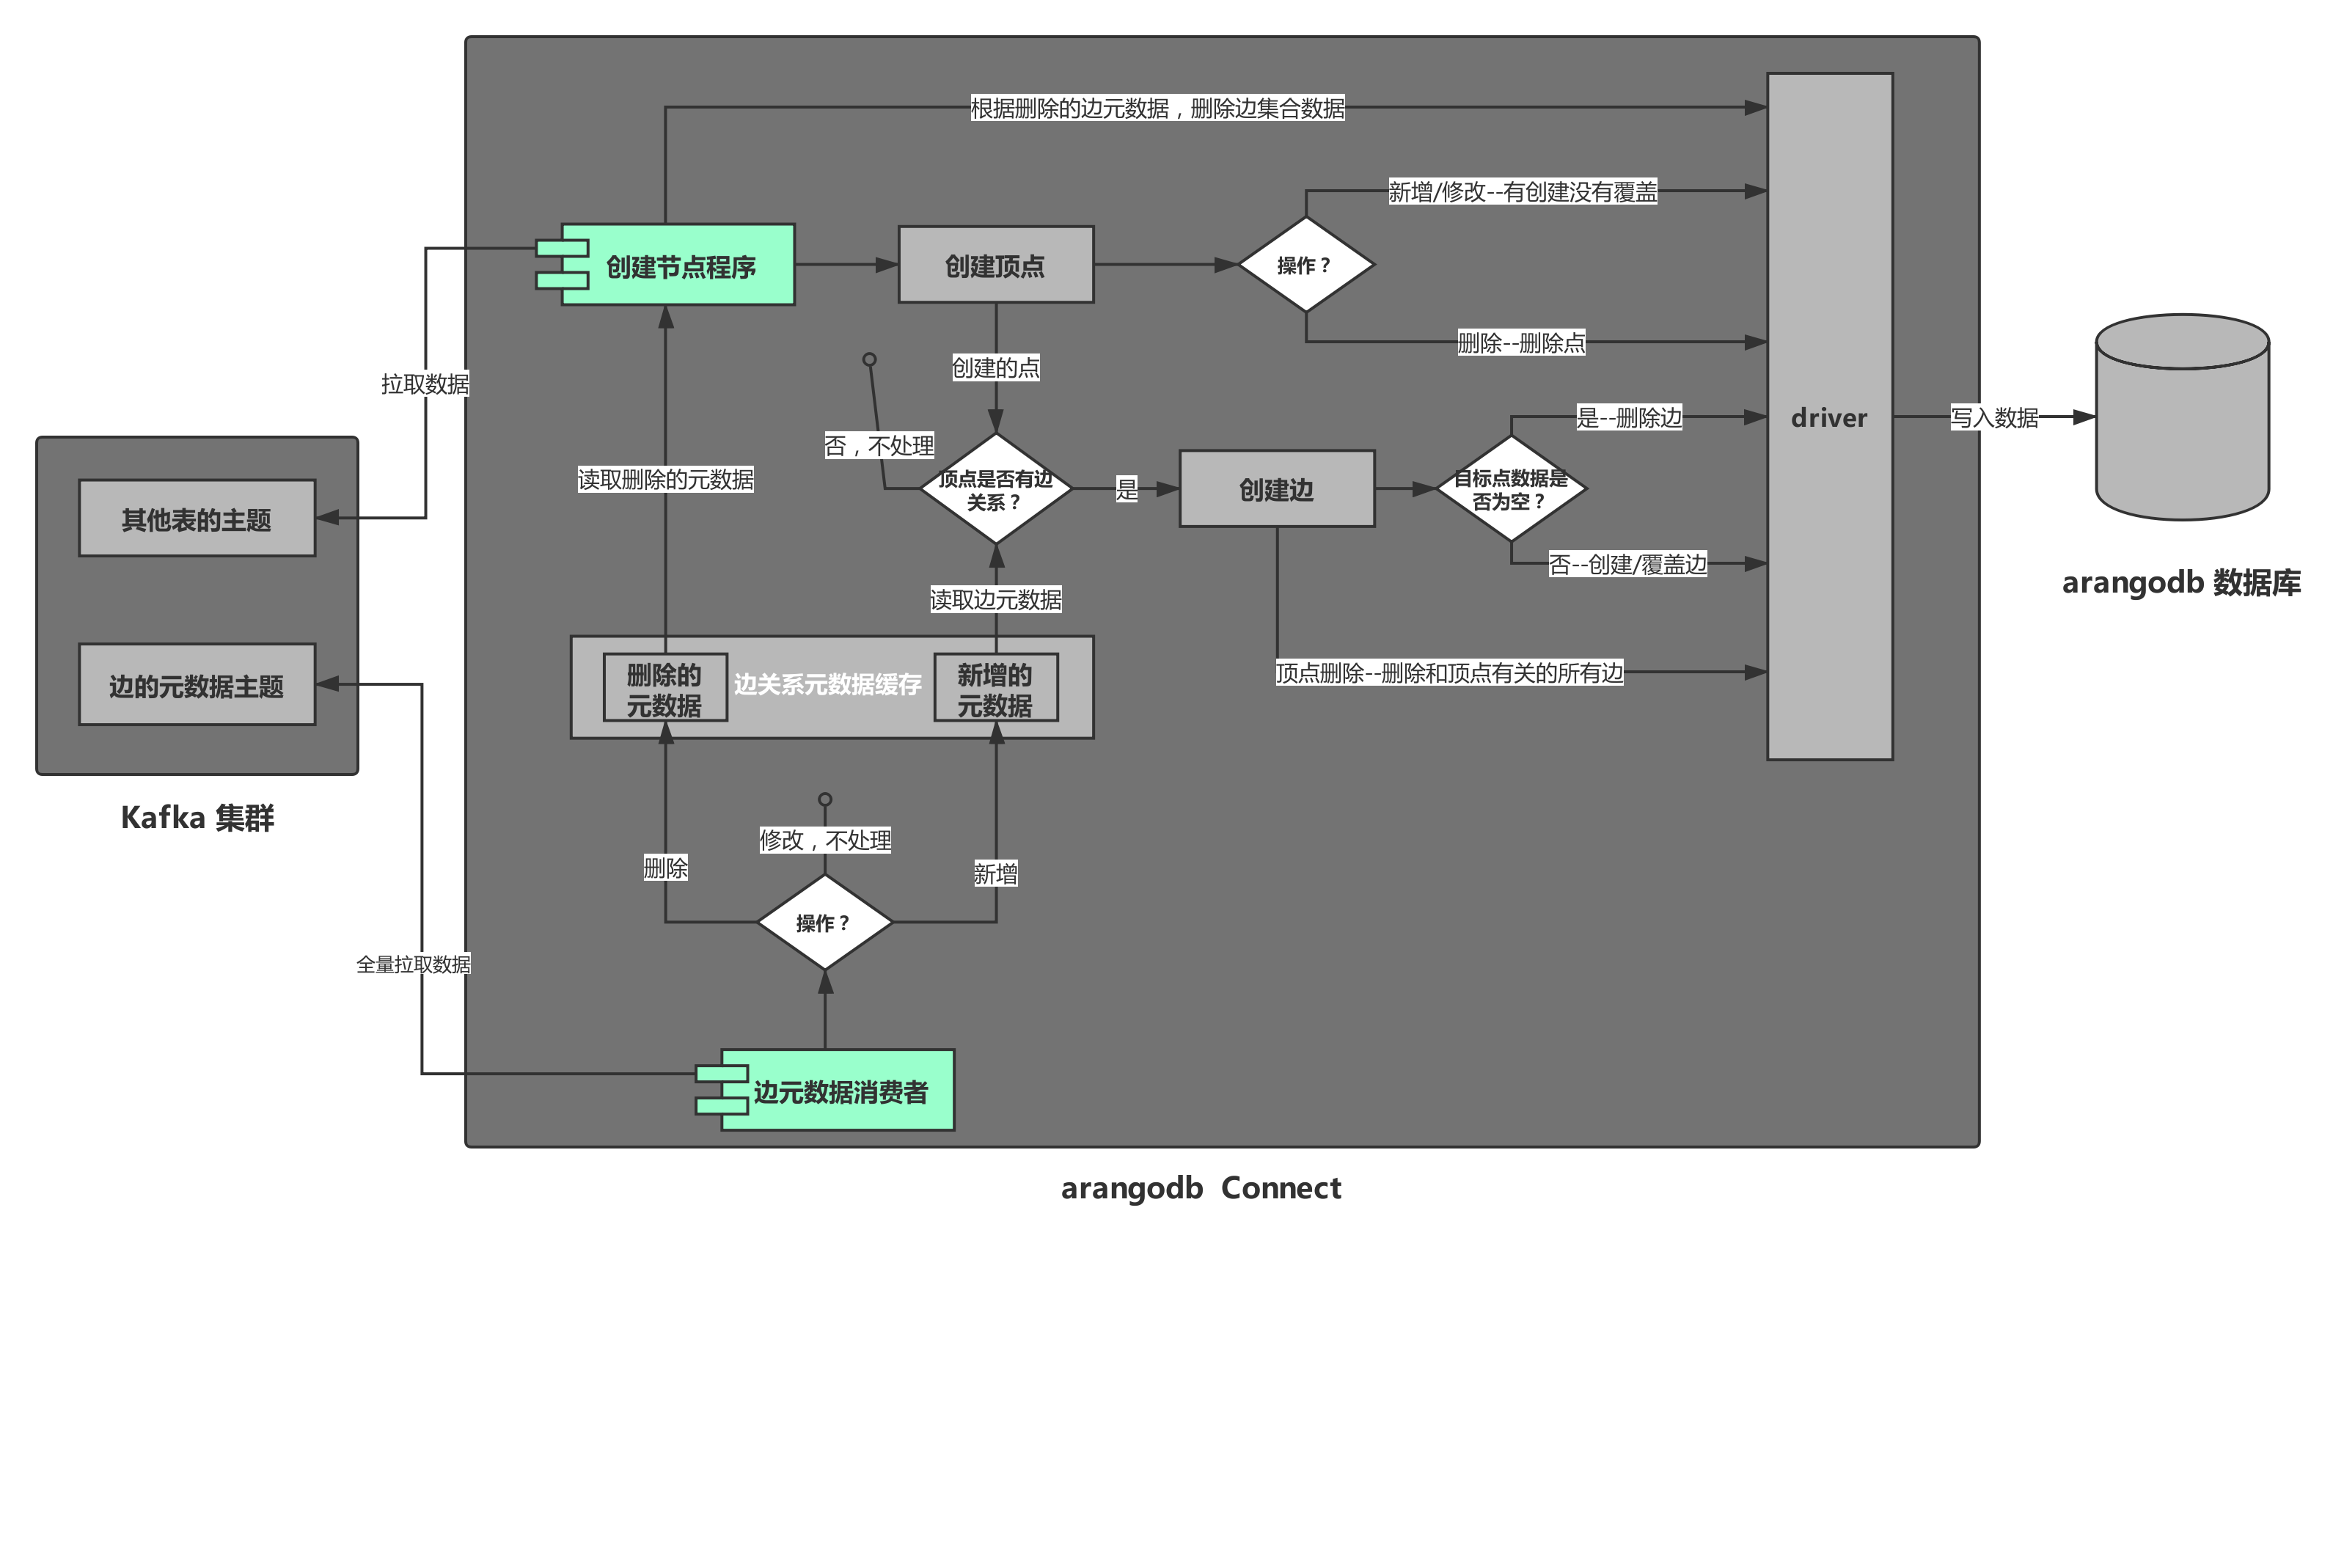 根据删除的边元数据，删除边集合数据
新增/修改--有创建没有覆盖
创建节点程序
创建顶点
操作？
删除--删除点
拉取数据
创建的点
否，不处理
是--删除边
driver
写入数据
读取删除的元数据
顶点是否有边
关系？
是
创建边
目标点数据是
否为空？
其他表的主题
否--创建/覆盖边
arangodb 数据库
读取边元数据
边的元数据主题
删除的
元数据
边关系元数据缓存
新增的
元数据
顶点删除--删除和顶点有关的所有边
Kafka 集群
修改，不处理
删除
新增
操作？
全量拉取数据
边元数据消费者
arangodb Connect